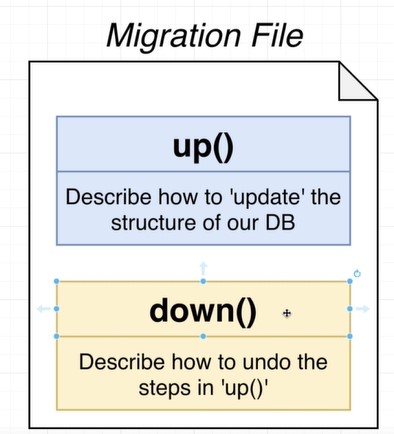 Migration File
up()
Describe how to 'update' the
structure of our DB
down()
Describe how to undo the
steps in 'up()'